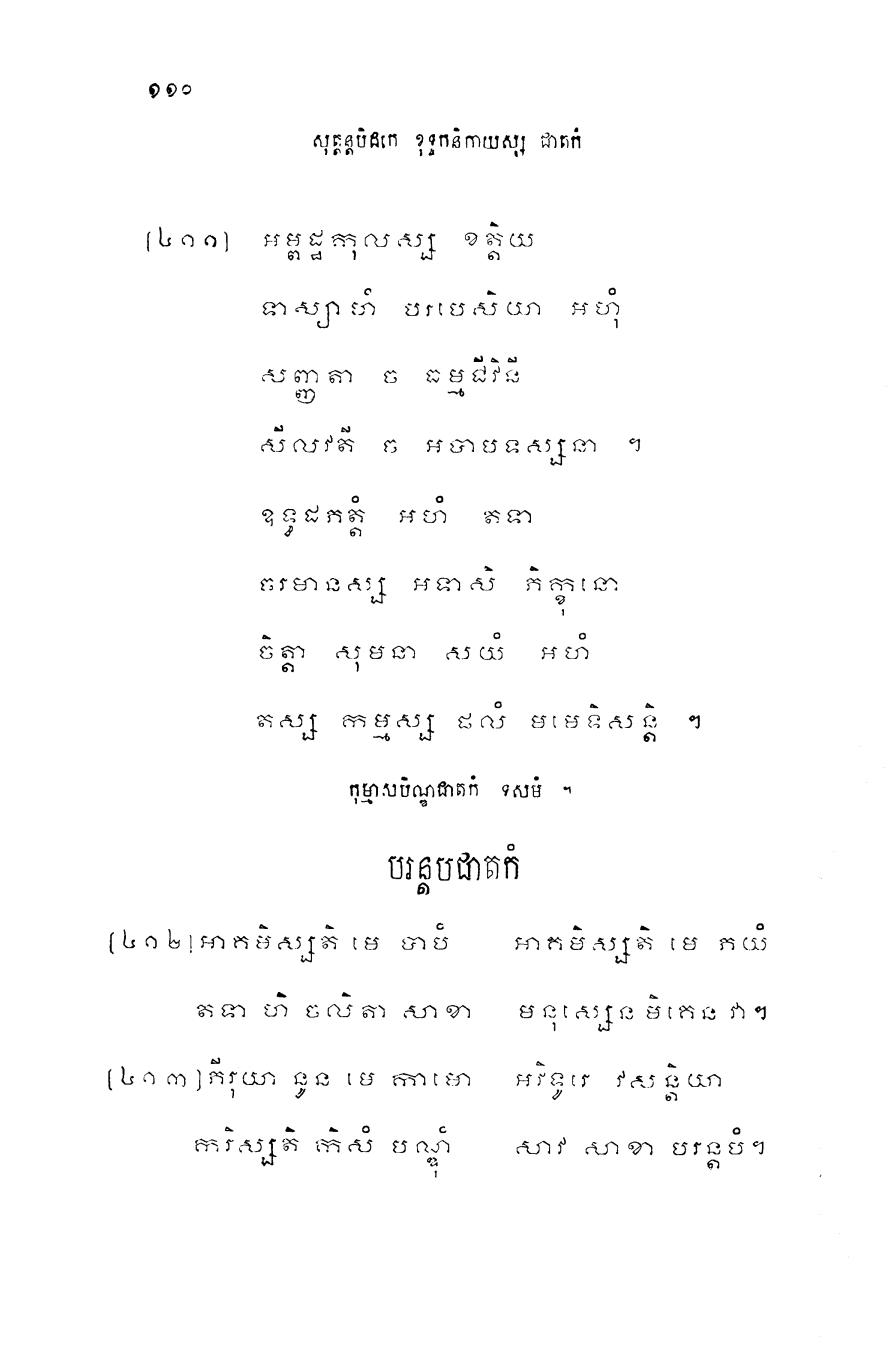 ១១០
សុត្តន្តបិដកេ ខុទ្ទកនិកាយស្ស ជាតកំ
[៤១១] អម្ពដ្ឋកុលស្ស ខត្តិយ
ទាស្យាហំ បរបេសិយា អហុំ
សញ្ញតា ច ធម្មជីវិនី
សីលវតី ច អបាបទស្សនា ។
ឧទ្ធដកត្តំ អហំ តទា
ចរមានស្ស អទាសិ ភិក្ខុនោ
ចិត្តា សុមនា សយំ អហំ
តស្ស កម្មស្ស ផលំ មមេទិសន្តិ ៗ
កុម្មាសបិណ្ឌជាតកំ ទសមំ ។
បរន្តបជាតកំ
[៤១២] អាគមិស្សតិ មេ បាបំ អាគមិស្សតិ មេ ភយំ
តទា ហិ ចលិតា សាខា មនុស្សេន មិគេន វា ៗ
[៤១៣] ភីរុយា នូន មេ កាមោ អវិទូរេ វសន្តិយា
ការិស្សតិ កិសំ បណ្ឌុំ សាវ សាខា បរន្តបំ ។